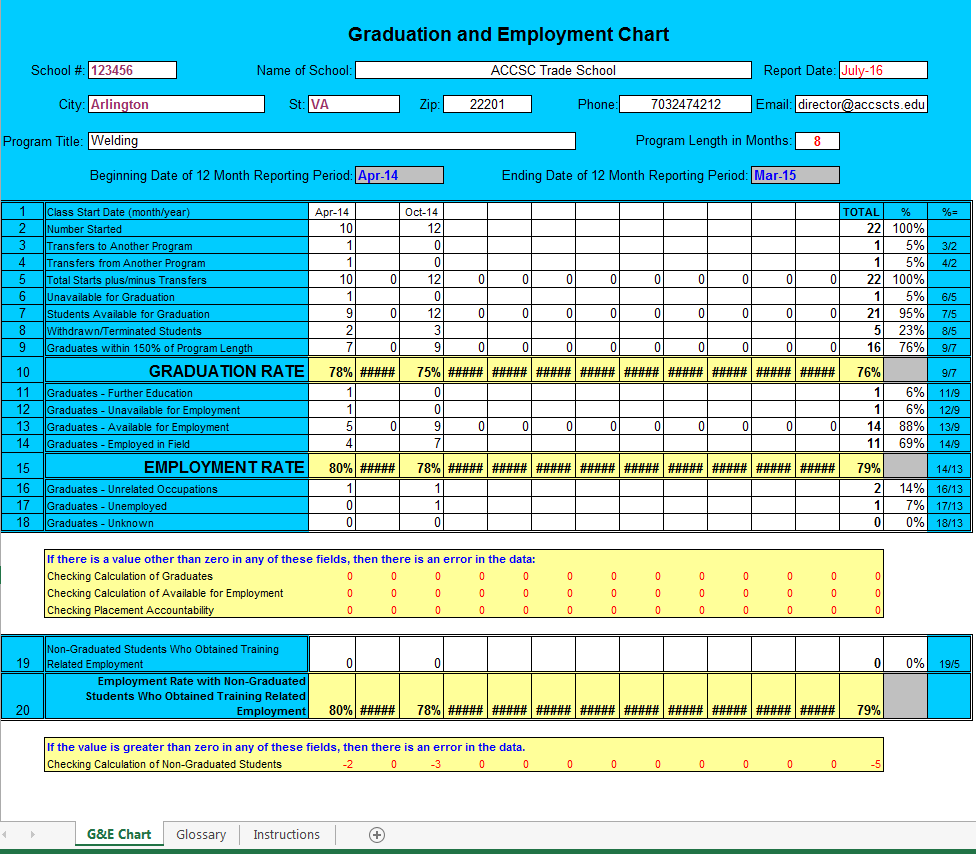 Graduation and Employment Chart
School #: 123456 Name of School: ACCSC Trade School Report Date: July-16
City: Arlington St: VA Zip: 22201 Phone: 7032474212 Email: director@accscts.edu
Program Title: Welding Program Length in Months: 8
Beginning Date of 12 Month Reporting Period: Apr-14 Ending Date of 12 Month Reporting Period: Mar-15
1 Class Start Date (month/year) Apr-14 Oct-14 TOTAL % %=
2 Number Started 10 12 22 100%
3 Transfers to Another Program 1 0 1 5% 3/2
4 Transfers from Another Program 1 0 1 5% 4/2
5 Total Starts plus/minus Transfers 10 0 12 0 0 0 0 0 0 0 0 0 22 100%
6 Unavailable for Graduation 1 0 1 5% 6/5
7 Students Available for Graduation 9 0 12 0 0 0 0 0 0 0 0 0 21 95% 7/5
8 Withdrawn/Terminated Students 2 3 5 23% 8/5
9 Graduates within 150% of Program Length 7 0 9 0 0 0 0 0 0 0 0 0 16 76% 9/7
10 GRADUATION RATE 78% ##### 75% ##### ##### ##### ##### ##### ##### ##### ##### ##### 76% 9/7
11 Graduates - Further Education 1 0 1 6% 11/9
12 Graduates - Unavailable for Employment 1 0 1 6% 12/9
13 Graduates - Available for Employment 5 0 9 0 0 0 0 0 0 0 0 0 14 88% 13/9
14 Graduates - Employed in Field 4 7 11 69% 14/9
15 EMPLOYMENT RATE 80% ##### 78% ##### ##### ##### ##### ##### ##### ##### ##### ##### 79% 14/13
16 Graduates - Unrelated Occupations 1 1 2 14% 16/13
17 Graduates - Unemployed 0 1 1 7% 17/13
18 Graduates - Unknown 0 0 0 0% 18/13
If there is a value other than zero in any of these fields, then there is an error in the data:
Checking Calculation of Graduates 0 0 0 0 0 0 0 0 0 0 0 0 0
Checking Calculation of Available for Employment 0 0 0 0 0 0 0 0 0 0 0 0 0
Checking Placement Accountability 0 0 0 0 0 0 0 0 0 0 0 0 0
Non-Graduated Students Who Obtained Training
19 Related Employment 0 0 0 0% 19/5
Employment Rate with Non-Graduated
Students Who Obtained Training Related
20 Employment 80% ##### 78% ##### ##### ##### ##### ##### ##### ##### ##### ##### 79%
If the value is greater than zero in any of these fields, then there is an error in the data.
Checking Calculation of Non-Graduated Students -2 0 -3 0 0 0 0 0 0 0 0 0 -5
G&E Chart Glossary Instructions